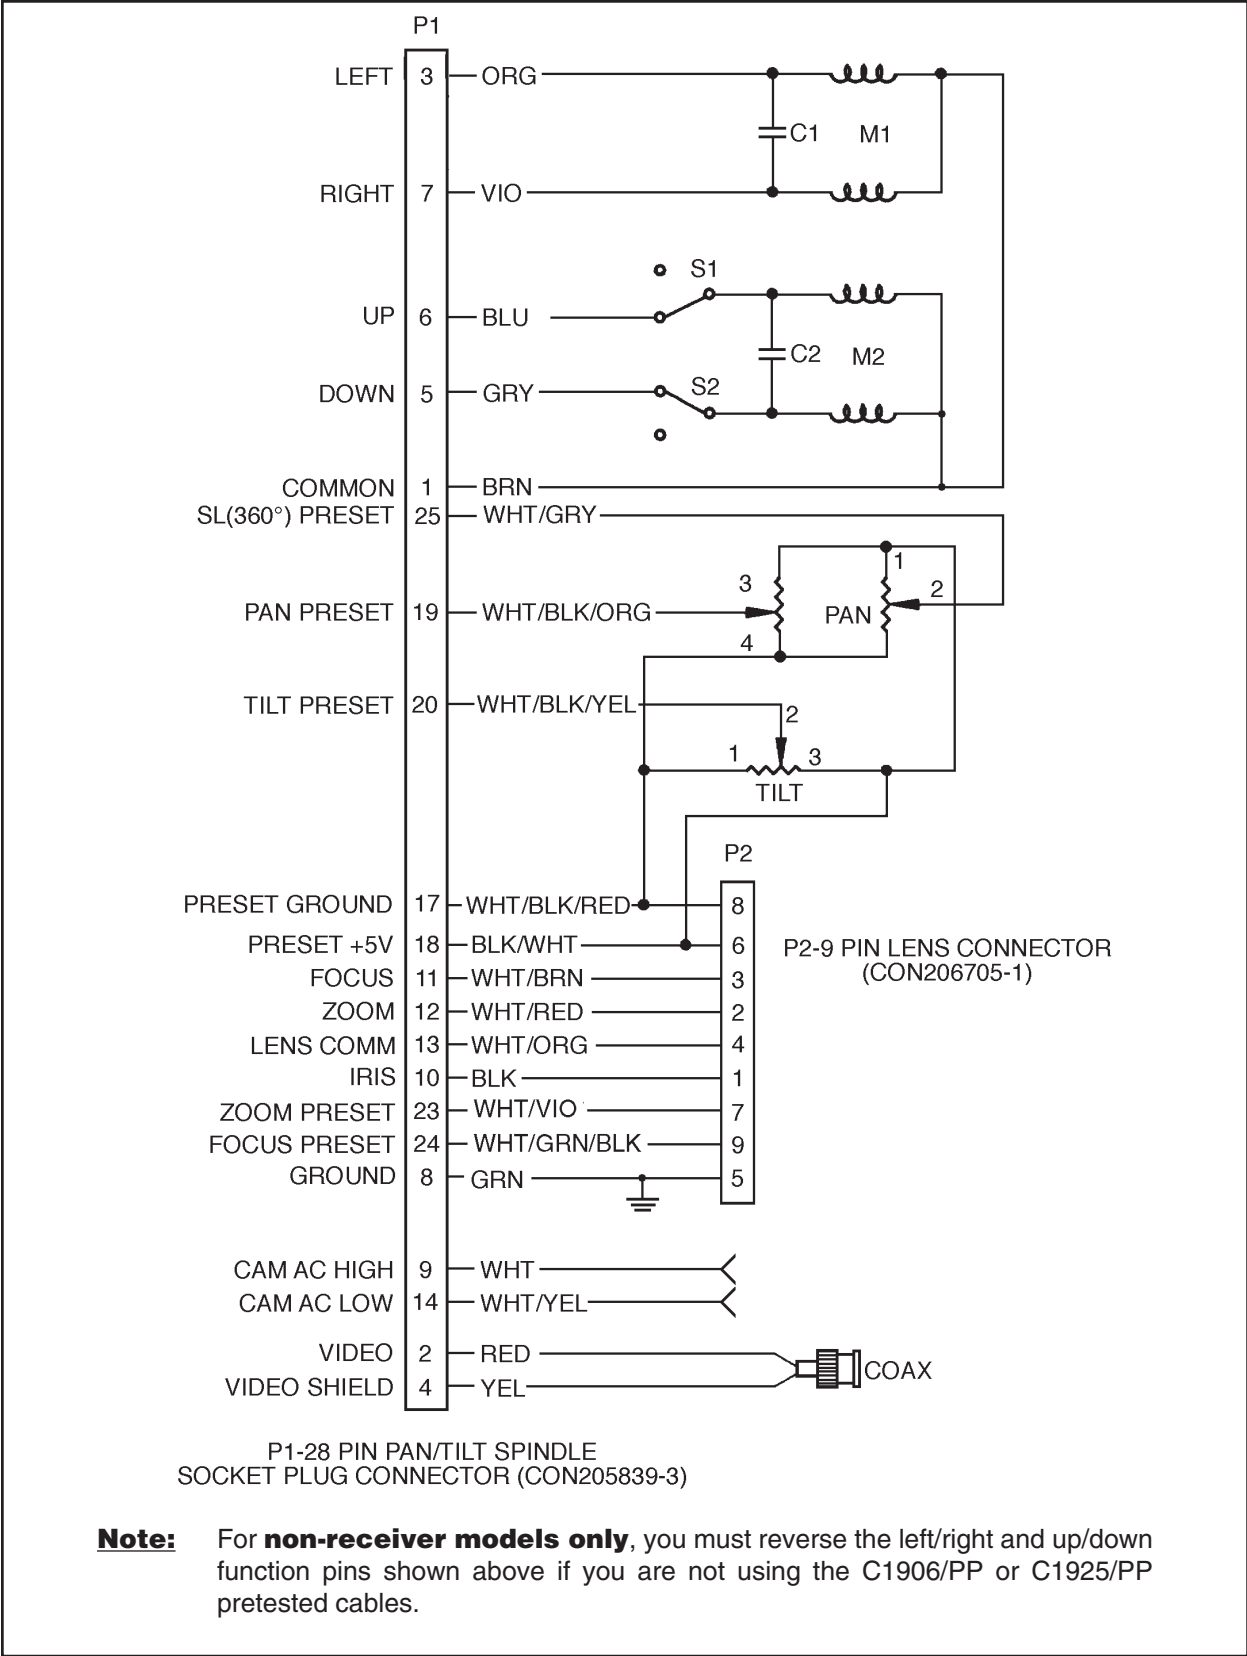 P1
LEFT 3 ORG
C1 M1
RIGHT 7 VIO
S1
UP 6 BLU
C2 M2
DOWN 5 GRY S2
COMMON 1 BRN
SL(360°) PRESET 25 WHT/GRY
1
3 2
PAN PRESET 19 WHT/BLK/ORG PAN
4
TILT PRESET 20 WHT/BLK/YEL 2
1 3
TILT
P2
PRESET GROUND 17 WHT/BLK/RED 8
PRESET +5V 18 BLK/WHT 6
P2-9 PIN LENS CONNECTOR
(CON206705-1)
FOCUS 11 WHT/BRN 3
ZOOM 12 WHT/RED 2
LENS COMM 13 WHT/ORG 4
IRIS 10 BLK 1
ZOOM PRESET 23 WHT/VIO 7
FOCUS PRESET 24 WHT/GRN/BLK 9
GROUND 8 GRN 5
CAM AC HIGH 9 WHT
CAM AC LOW 14 WHT/YEL
VIDEO 2 RED
COAX
VIDEO SHIELD 4 YEL
P1-28 PIN PAN/TILT SPINDLE
SOCKET PLUG CONNECTOR (CON205839-3)
Note: For non-receiver models only, you must reverse the left/right and up/down
function pins shown above if you are not using the C1906/PP or C1925/PP
pretested cables.